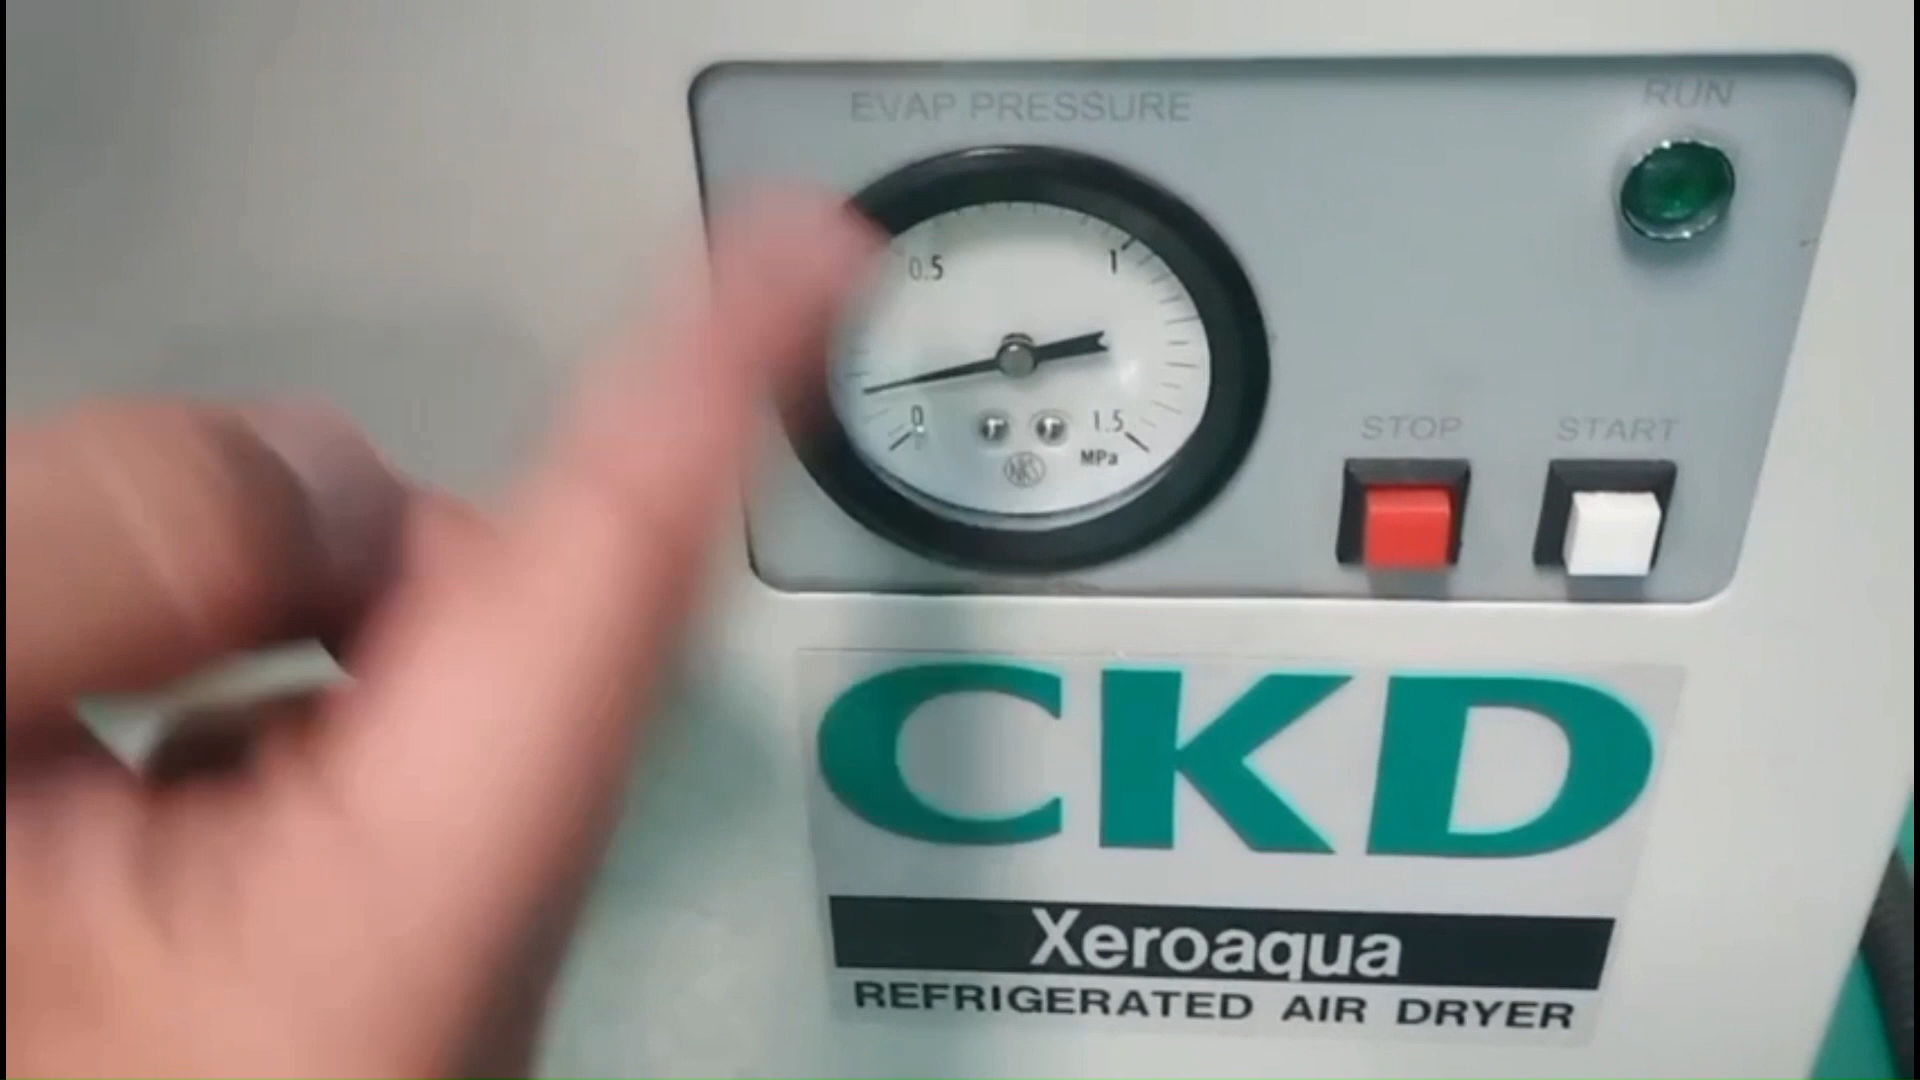 EVAP PRESSURE
RUN
0.5
1
0
1.5
MPa
STOP
START
CKD
Xeroaqua
REFRIGERATED AIR DRYER